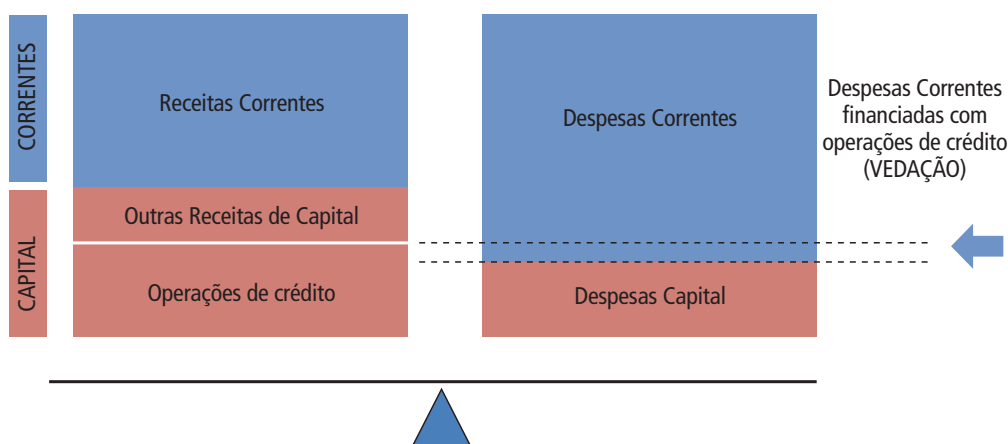 CORRENTES
Receitas Correntes
Despesas Correntes
Despesas Correntes
financiadas com
operações de crédito
(VEDAÇÃO)
CAPITAL
Outras Receitas de Capital
Operações de crédito
Despesas Capital